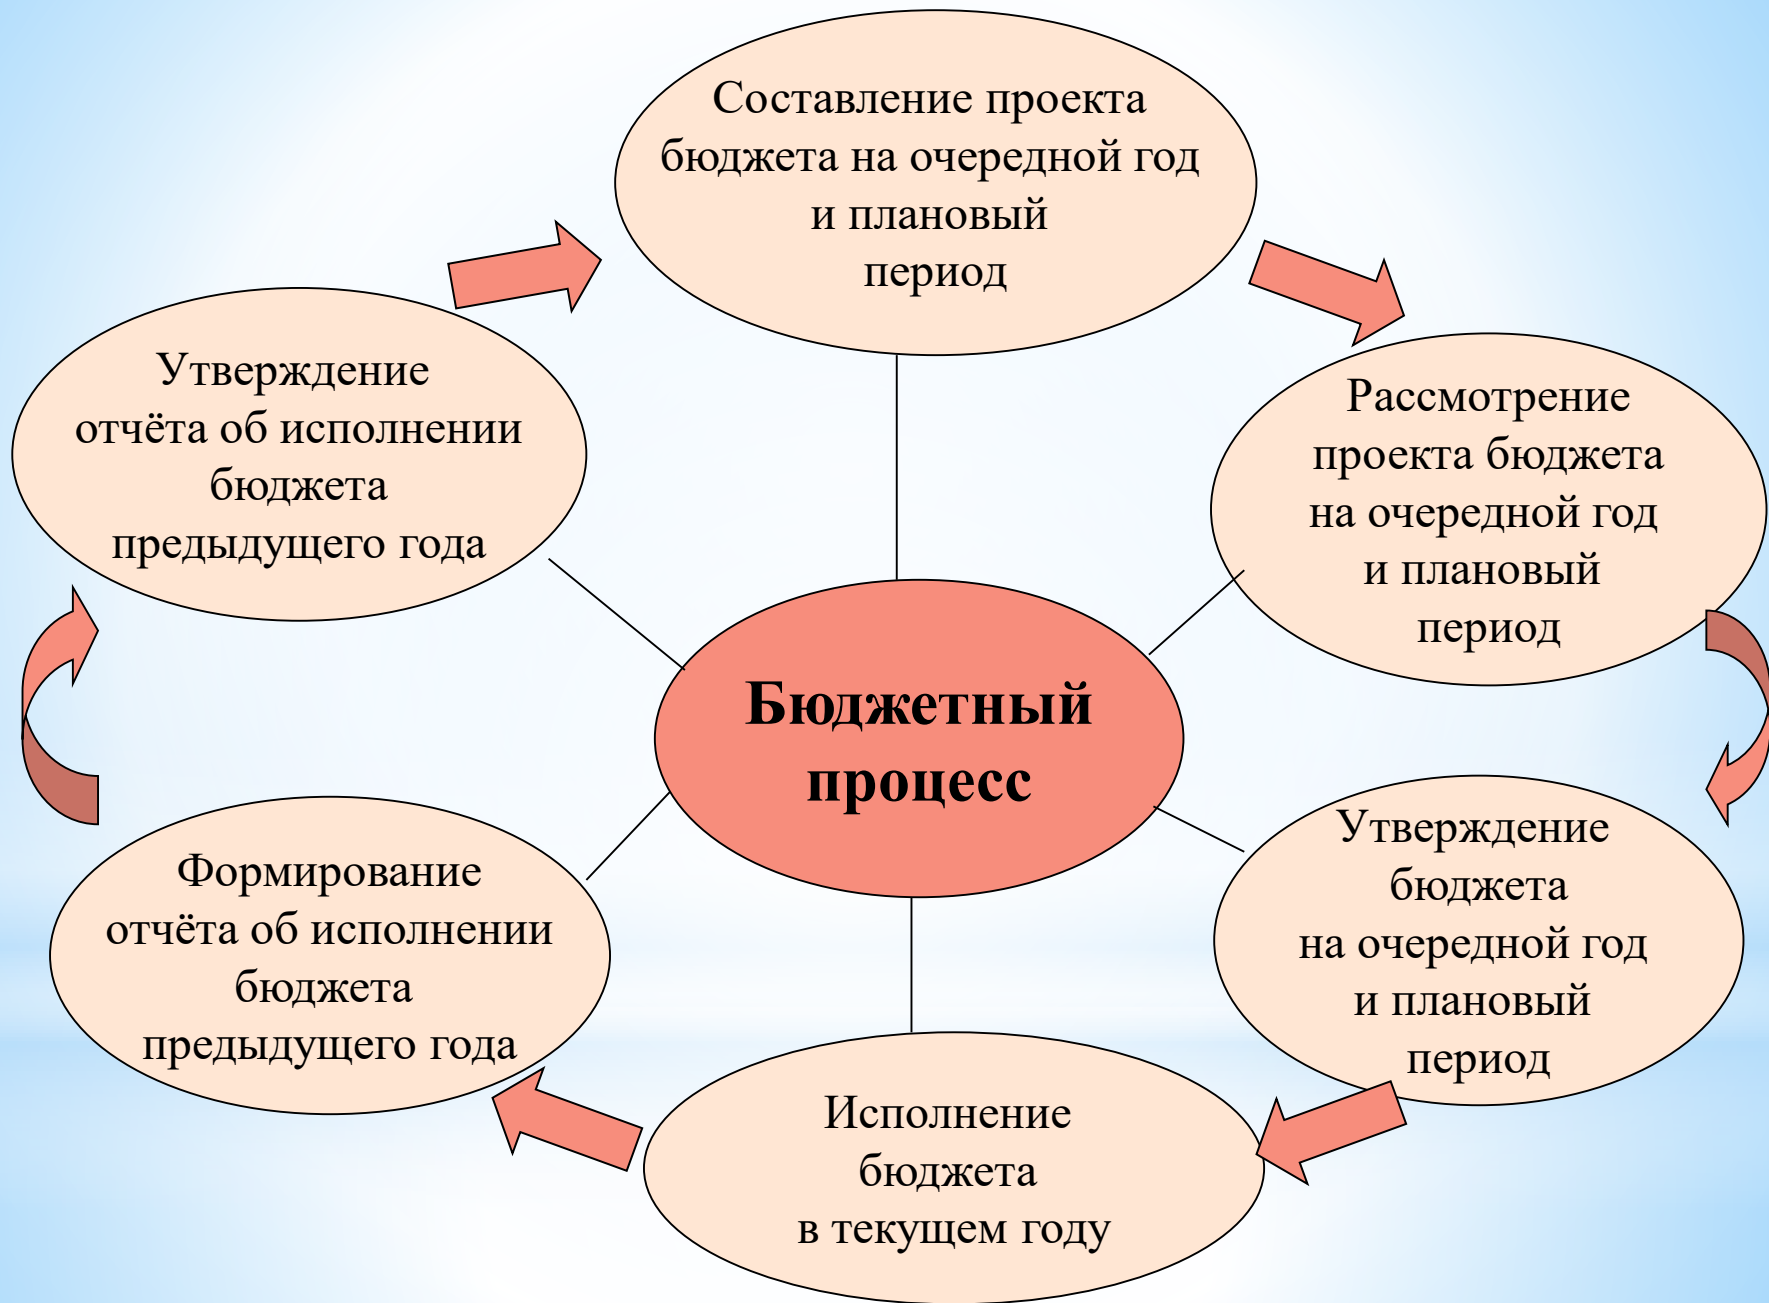 Составление проекта
бюджета на очередной год
и плановый
период
Рассмотрение
проекта бюджета
на очередной год
и плановый
период
Утверждение
бюджета
на очередной год
и плановый
период
Исполнение
бюджета
в текущем году
Формирование
отчёта об исполнении
бюджета
предыдущего года
Утверждение
отчёта об исполнении
бюджета
предыдущего года
Бюджетный
процесс